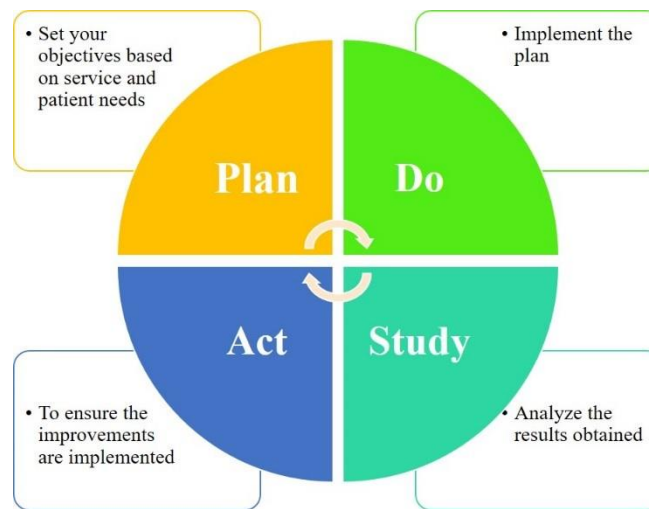 • Set your
objectives based
on service and
patient needs
• Implement the
plan
Plan
Do
Act
Study
• To ensure the
improvements
are implemented
• Analyze the
results obtained